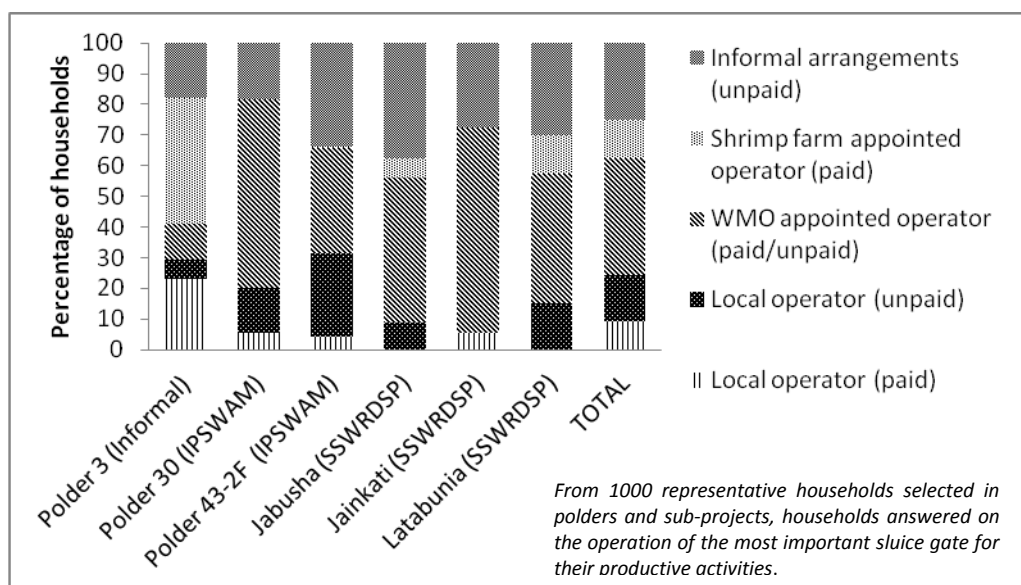 Percentage of households
100
90
80
70
60
50
40
30
20
10
0
Polder 3 (Informal)
Polder 30 (IPSWAM)
Polder 43-2F (IPSWAM)
Jabusha (SSWRDSP)
Jainkati (SSWRDSP)
Latabunia (SSWRDSP)
TOTAL
Informal arrangements
(unpaid)
Shrimp farm appointed
operator (paid)
WMO appointed operator
(paid/unpaid)
Local operator (unpaid)
Local operator (paid)
From 1000 representative households selected in
polders and sub-projects, households answered on
the operation of the most important sluice gate for
their productive activities.